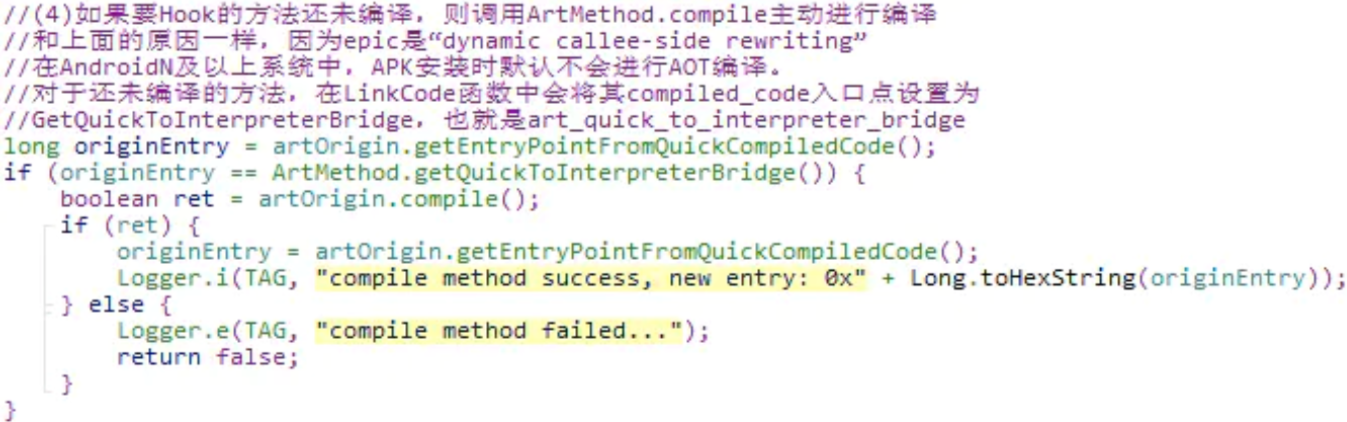 //(4)如果要Hook的方法还未编译，则调用ArtMethod.compile主动进行编译
//和上面的原因一样，因为epic是“dynamic callee-side rewriting”
//在AndroidN及以上系统中，APK安装时默认不会进行AOT编译。
//对于还未编译的方法，在LinkCode函数中会将其compiled_code入口点设置为
//GetQuickToInterpreterBridge，也就是art_quick_to_interpreter_bridge
long originEntry = artOrigin.getEntryPointFromQuickCompiledCode();
if (originEntry == ArtMethod.getQuickToInterpreterBridge()) {
    boolean ret = artOrigin.compile();
    if (ret) {
        originEntry = artOrigin.getEntryPointFromQuickCompiledCode();
        Logger.i(TAG, "compile method success, new entry: 0x" + Long.toHexString(originEntry));
    } else {
        Logger.e(TAG, "compile method failed...");
        return false;
    }
}